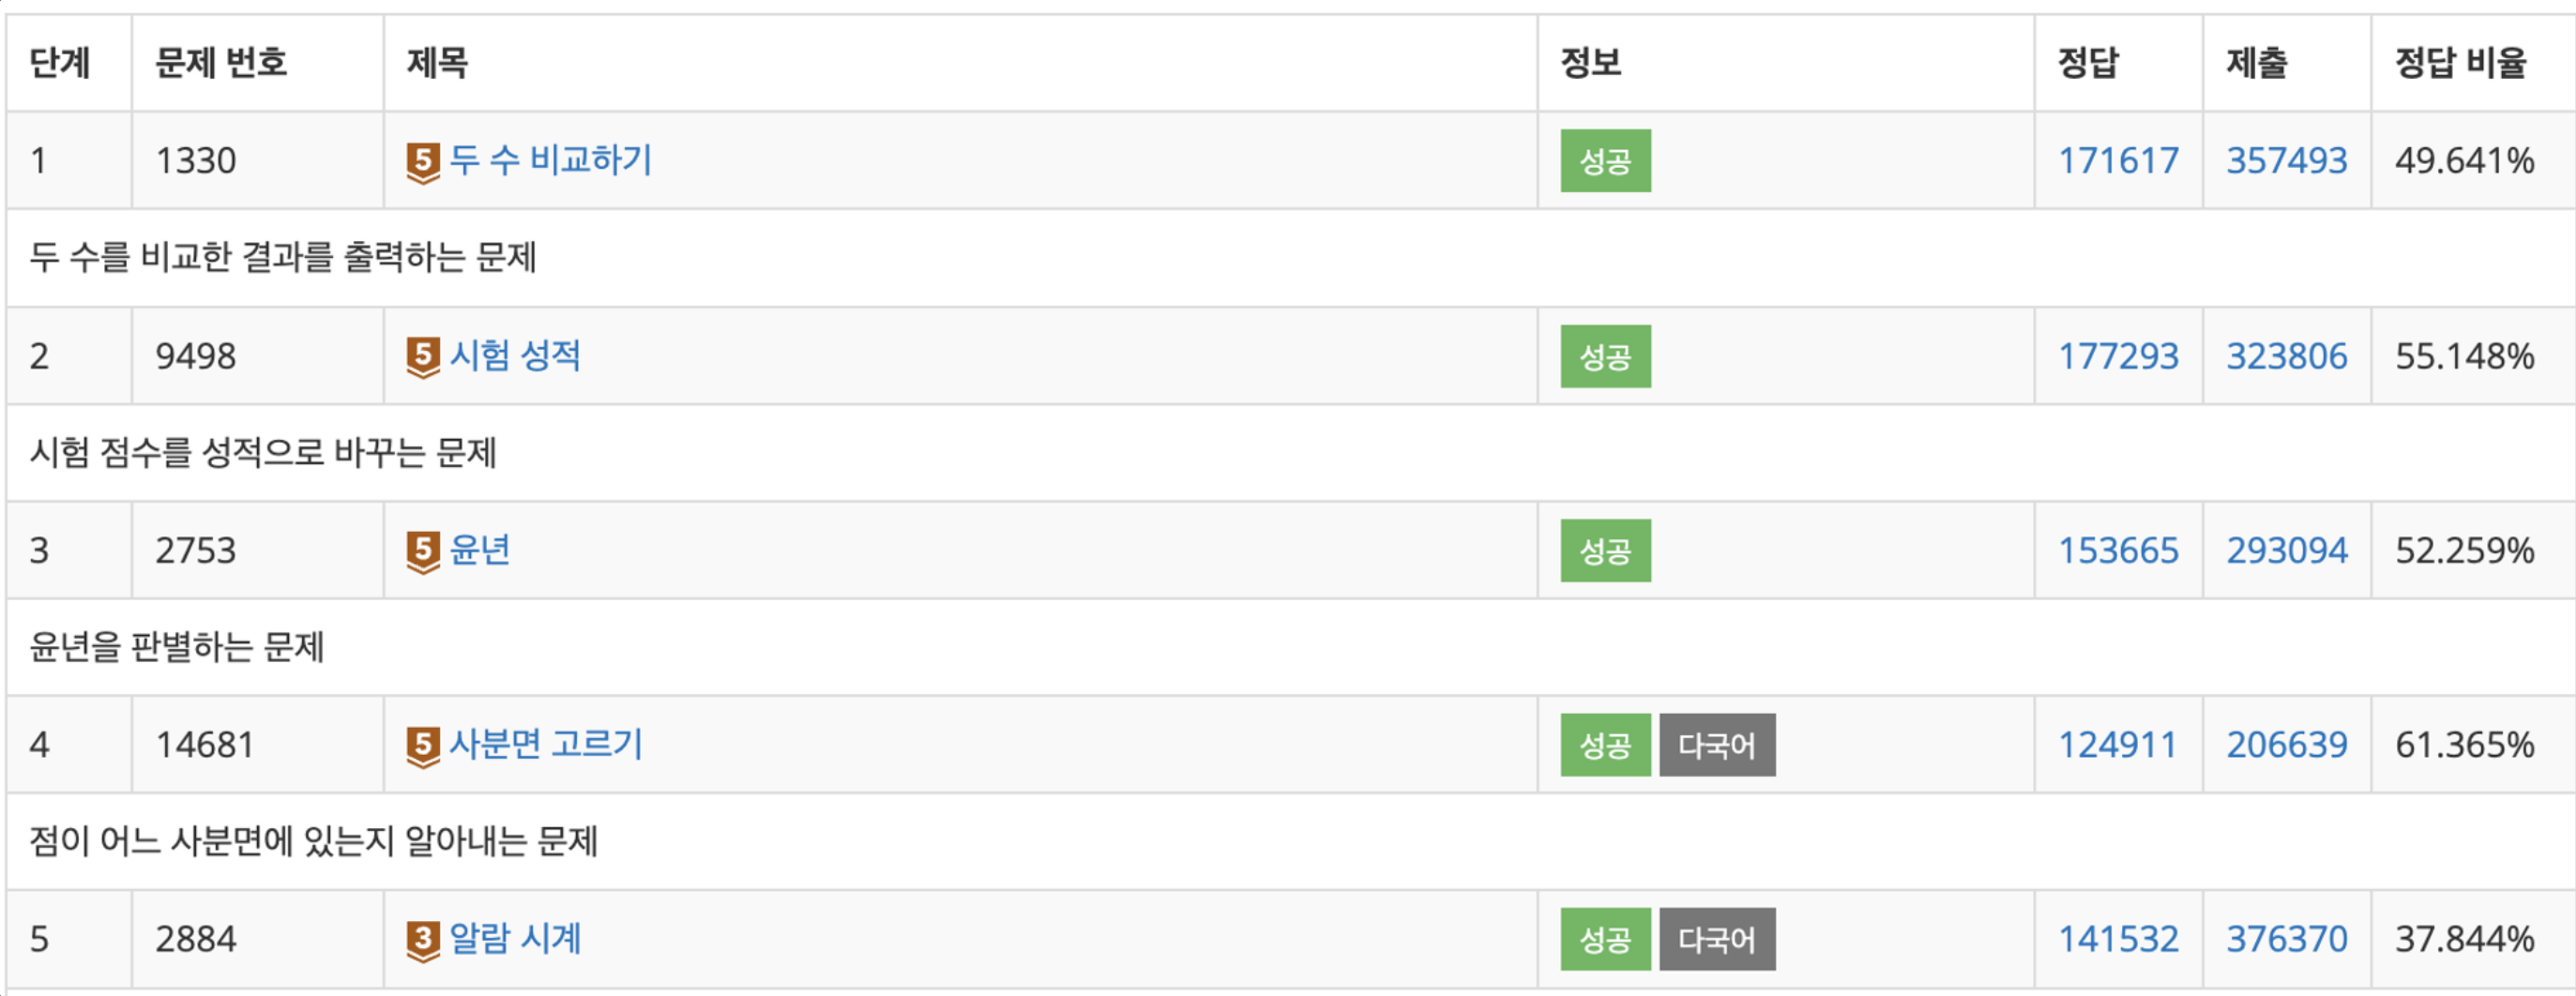 단계 문제 번호 제목 정보 정답 제출 정답 비율
1 1330 5 두 수 비교하기 성공 171617 357493 49.641%
두 수를 비교한 결과를 출력하는 문제
2 9498 5 시험 성적 성공 177293 323806 55.148%
시험 점수를 성적으로 바꾸는 문제
3 2753 5 윤년 성공 153665 293094 52.259%
윤년을 판별하는 문제
4 14681 5 사분면 고르기 성공 다국어 124911 206639 61.365%
점이 어느 사분면에 있는지 알아내는 문제
5 2884 3 알람 시계 성공 다국어 141532 376370 37.844%